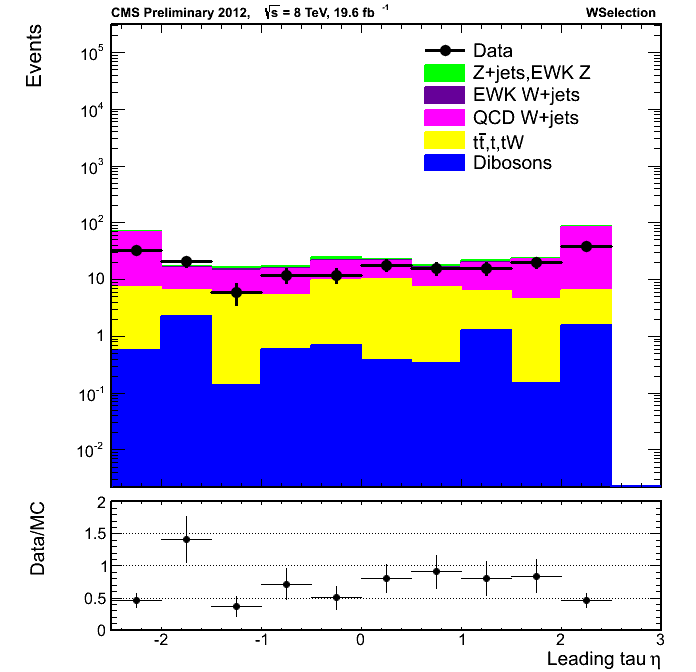 CMS Preliminary 2012, √s = 8 TeV, 19.6 fb⁻¹ WSelection
Events
10⁵
10⁴
10³
10²
10
1
10⁻¹
10⁻²
Data
Z+jets,EWK Z
EWK W+jets
QCD W+jets
tt̄,t,tW
Dibosons
Data/MC
2
1.5
1
0.5
0
-2 -1 0 1 2 3
Leading tau η